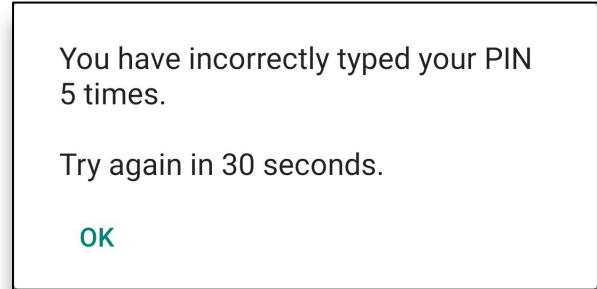 You have incorrectly typed your PIN
5 times.
Try again in 30 seconds.
OK